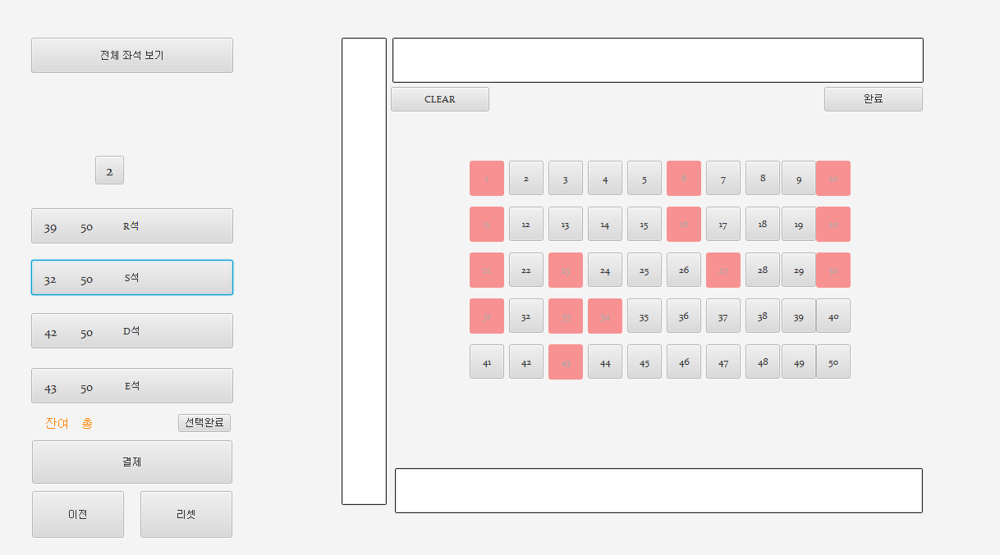 전체 좌석 보기
CLEAR
완료
2
1 2 3 4 5 6 7 8 9 10
39 50 R석
11 12 13 14 15 16 17 18 19 20
32 50 S석
21 22 23 24 25 26 27 28 29 30
31 32 33 34 35 36 37 38 39 40
42 50 D석
41 42 43 44 45 46 47 48 49 50
43 50 E석
잔여 총
선택완료
결제
이전
리셋